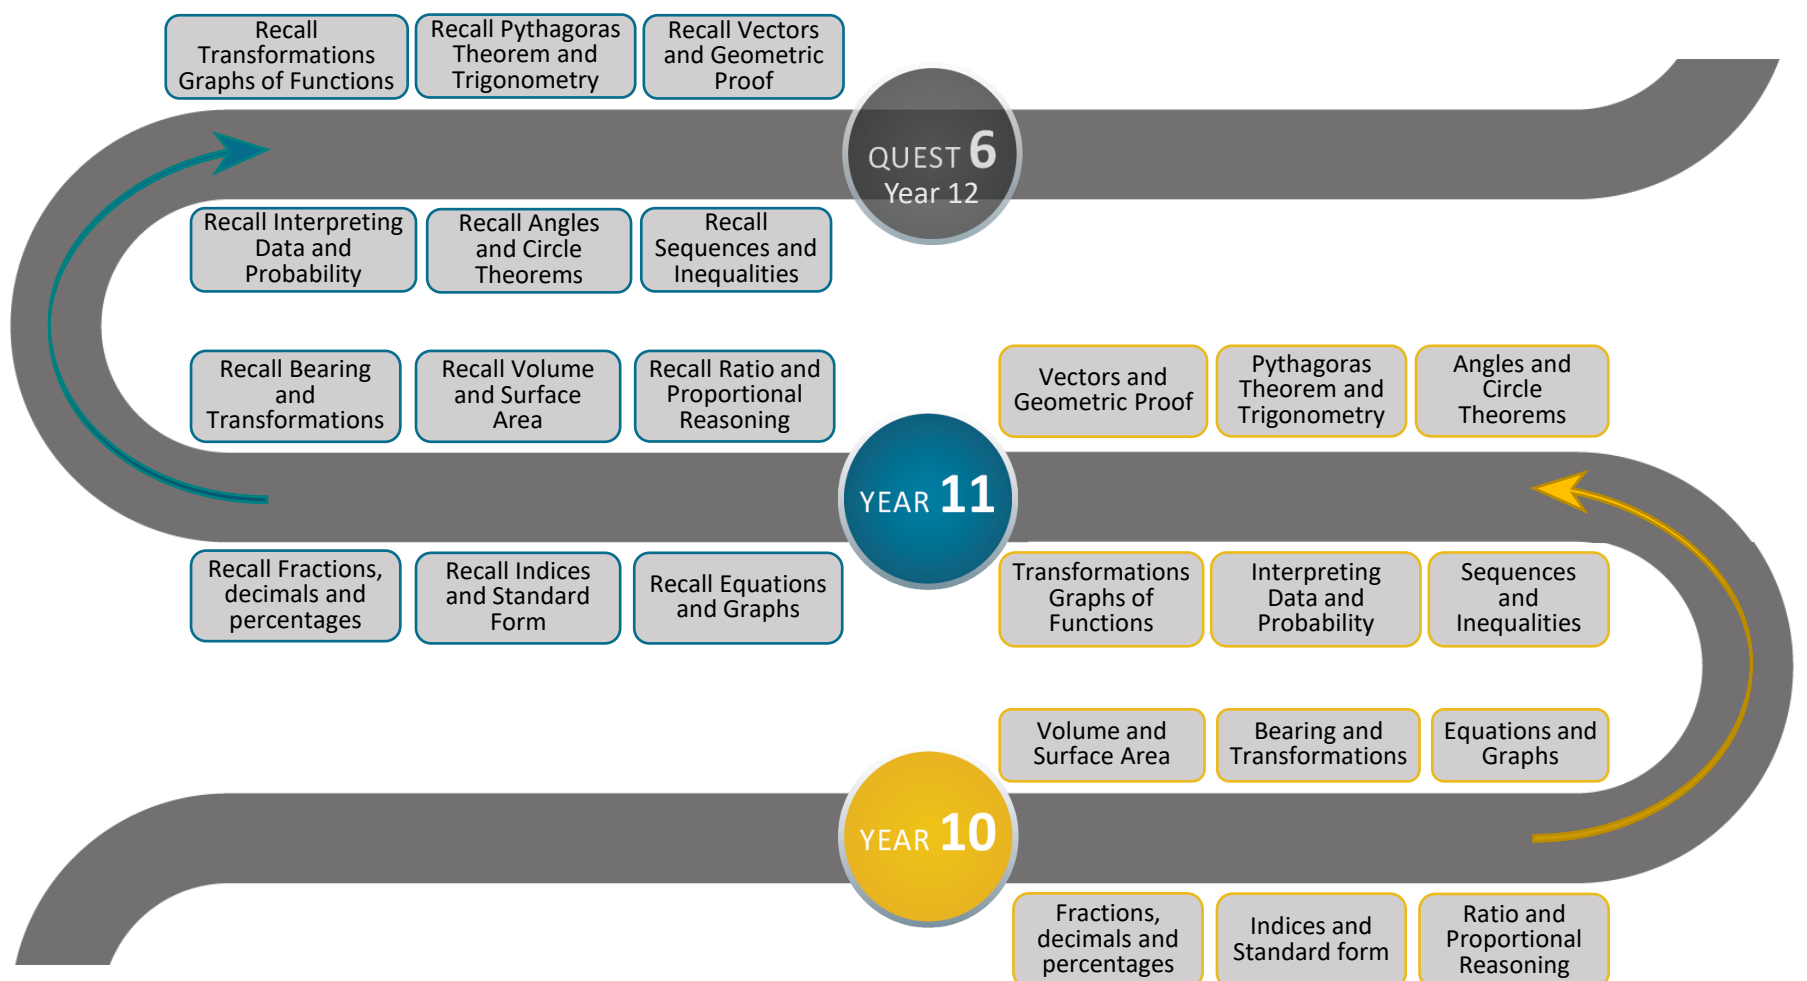 Recall
Transformations
Graphs of Functions
Recall Pythagoras
Theorem and
Trigonometry
Recall Vectors
and Geometric
Proof
QUEST 6
Year 12
Recall Interpreting
Data and
Probability
Recall Angles
and Circle
Theorems
Recall
Sequences and
Inequalities
Recall Bearing
and
Transformations
Recall Volume
and Surface
Area
Recall Ratio and
Proportional
Reasoning
Vectors and
Geometric Proof
Pythagoras
Theorem and
Trigonometry
Angles and
Circle
Theorems
YEAR 11
Recall Fractions,
decimals and
percentages
Recall Indices
and Standard
Form
Recall Equations
and Graphs
Transformations
Graphs of
Functions
Interpreting
Data and
Probability
Sequences
and
Inequalities
Volume and
Surface Area
Bearing and
Transformations
Equations and
Graphs
YEAR 10
Fractions,
decimals and
percentages
Indices and
Standard form
Ratio and
Proportional
Reasoning